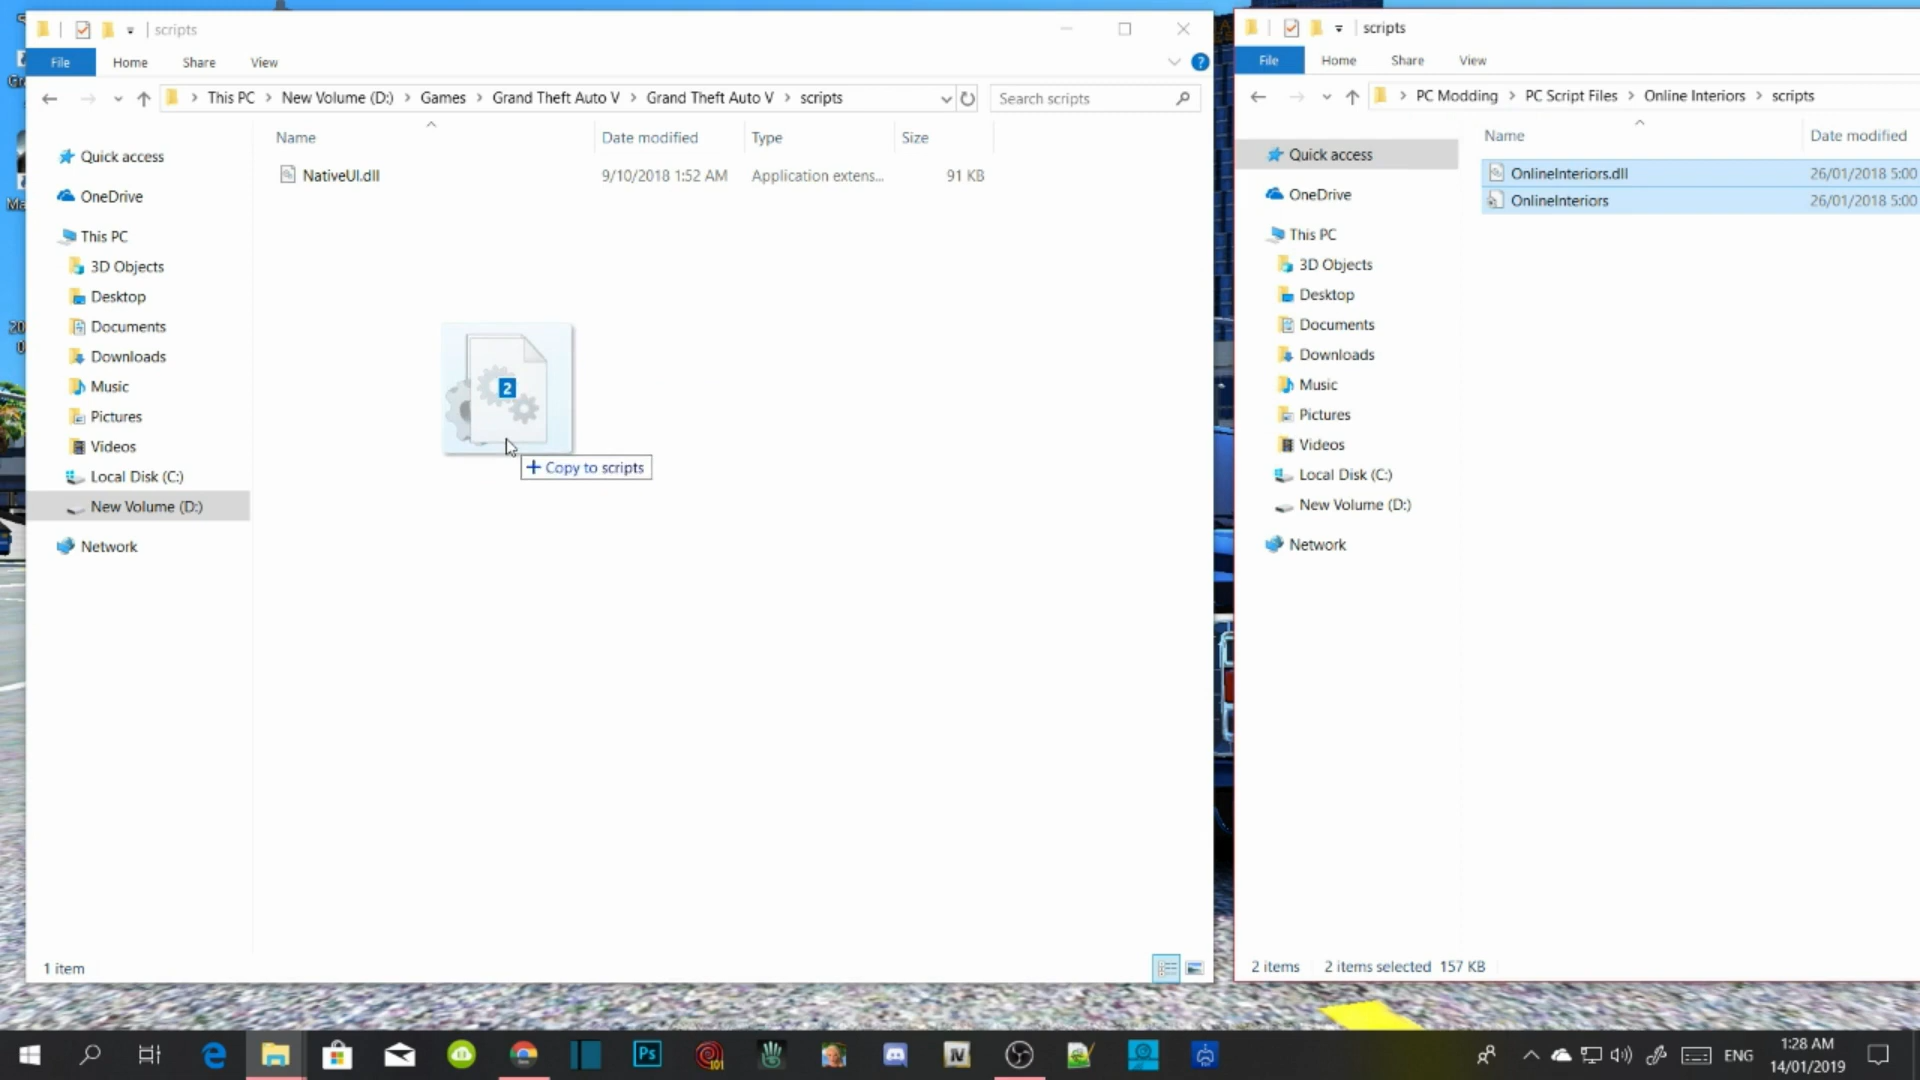 scripts
File Home Share View
This PC New Volume (D:) Games Grand Theft Auto V Grand Theft Auto V scripts
Search scripts
Name Date modified Type Size
NativeUI.dll 9/10/2018 1:52 AM Application extens... 91 KB
Quick access
OneDrive
This PC
3D Objects
Desktop
Documents
Downloads
Music
Pictures
Videos
Local Disk (C:)
New Volume (D:)
Network
2
Copy to scripts
1 item
scripts
File Home Share View
PC Modding PC Script Files Online Interiors scripts
Name Date modified
OnlineInteriors.dll 26/01/2018 5:00
OnlineInteriors 26/01/2018 5:00
Quick access
OneDrive
This PC
3D Objects
Desktop
Documents
Downloads
Music
Pictures
Videos
Local Disk (C:)
New Volume (D:)
Network
2 items 2 items selected 157 KB
Ps
101
IV
ENG
1:28 AM
14/01/2019